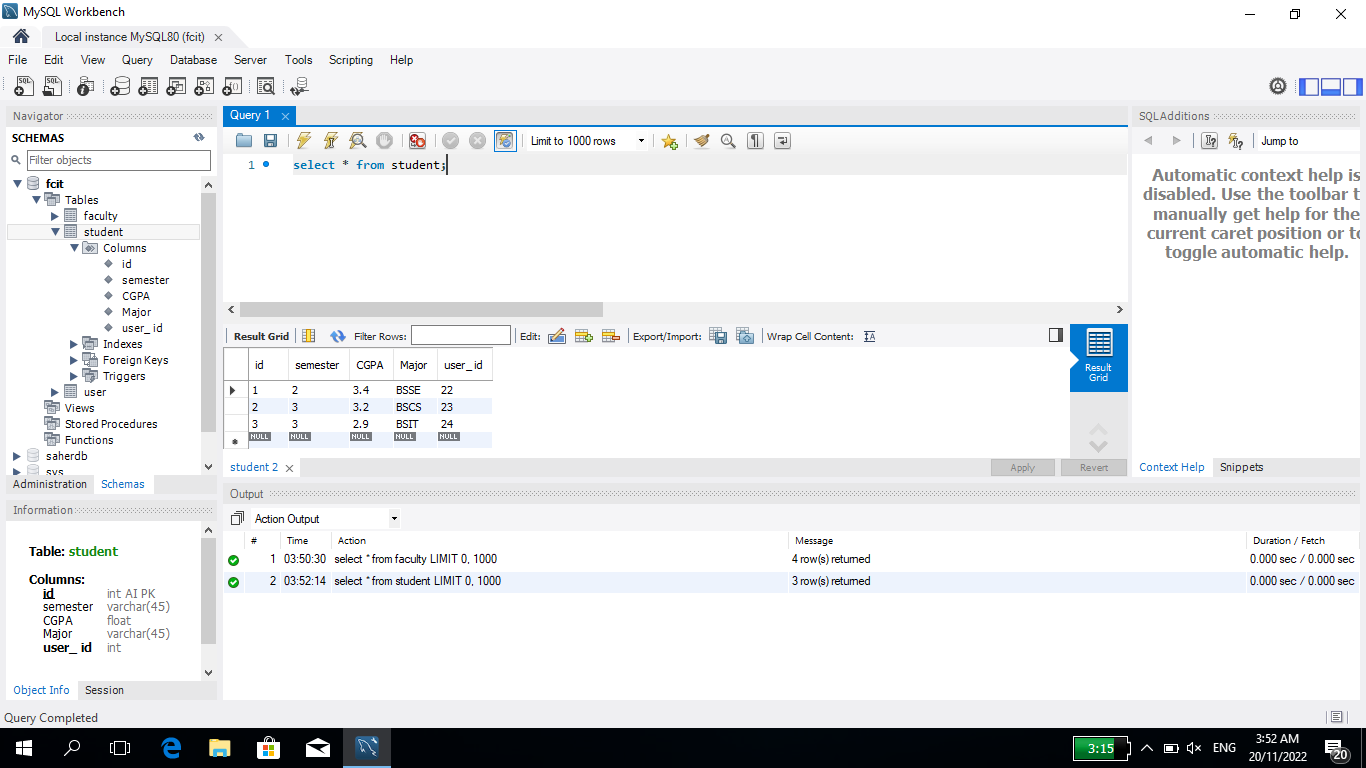 MySQL Workbench
Local instance MySQL80 (fcit)
File Edit View Query Database Server Tools Scripting Help
Navigator
SCHEMAS
Filter objects
fcit
Tables
faculty
student
Columns
id
semester
CGPA
Major
user_ id
Indexes
Foreign Keys
Triggers
user
Views
Stored Procedures
Functions
saherdb
sys
Administration Schemas
Information
Table: student
Columns:
id int AI PK
semester varchar(45)
CGPA float
Major varchar(45)
user_ id int
Object Info Session
Query 1
Limit to 1000 rows
1 select * from student;
Result Grid Filter Rows: Edit: Export/Import: Wrap Cell Content:
id semester CGPA Major user_id
1 2 3.4 BSSE 22
2 3 3.2 BSCS 23
3 3 2.9 BSIT 24
NULL NULL NULL NULL NULL
Result
Grid
student 2
Apply Revert
SQLAdditions
Jump to
Automatic context help is
disabled. Use the toolbar t
manually get help for the
current caret position or to
toggle automatic help.
Context Help Snippets
Output
Action Output
# Time Action Message Duration / Fetch
1 03:50:30 select * from faculty LIMIT 0, 1000 4 row(s) returned 0.000 sec / 0.000 sec
2 03:52:14 select * from student LIMIT 0, 1000 3 row(s) returned 0.000 sec / 0.000 sec
Query Completed
3:15
ENG
3:52 AM
20/11/2022
20